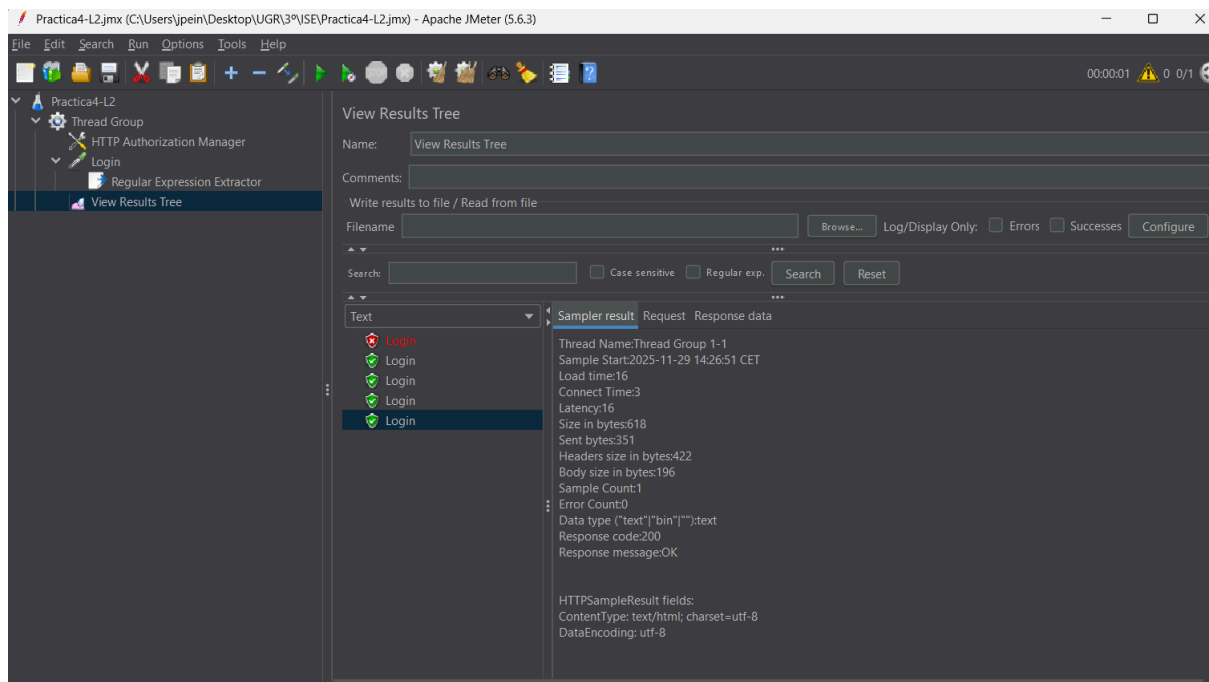 Practica4-L2.jmx (C:\Users\jpein\Desktop\UGR\3º\ISE\Practica4-L2.jmx) - Apache JMeter (5.6.3)
File Edit Search Run Options Tools Help
00:00:01 0 0/1
Practica4-L2
Thread Group
HTTP Authorization Manager
Login
Regular Expression Extractor
View Results Tree
View Results Tree
Name: View Results Tree
Comments:
Write results to file / Read from file
Filename Browse... Log/Display Only: Errors Successes Configure
Search: Case sensitive Regular exp. Search Reset
Text
Login
Login
Login
Login
Login
Sampler result Request Response data
Thread Name:Thread Group 1-1
Sample Start:2025-11-29 14:26:51 CET
Load time:16
Connect Time:3
Latency:16
Size in bytes:618
Sent bytes:351
Headers size in bytes:422
Body size in bytes:196
Sample Count:1
Error Count:0
Data type ("text"|"bin"|""):text
Response code:200
Response message:OK
HTTPSampleResult fields:
ContentType: text/html; charset=utf-8
DataEncoding: utf-8